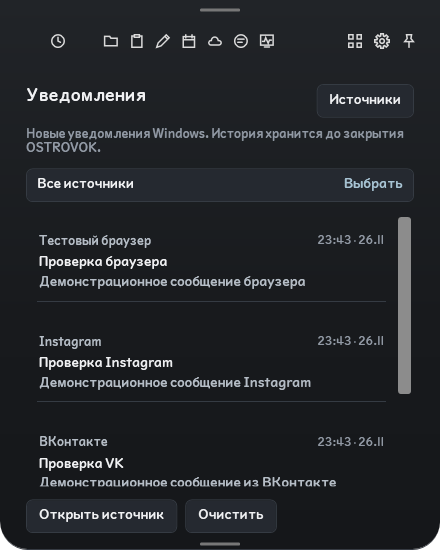 Уведомления
Источники
Новые уведомления Windows. История хранится до закрытия
OSTROVOK.
Все источники
Выбрать
Тестовый браузер
23:43 · 26.11
Проверка браузера
Демонстрационное сообщение браузера
Instagram
23:43 · 26.11
Проверка Instagram
Демонстрационное сообщение Instagram
ВКонтакте
23:43 · 26.11
Проверка VK
Демонстрационное сообщение из ВКонтакте
Открыть источник
Очистить